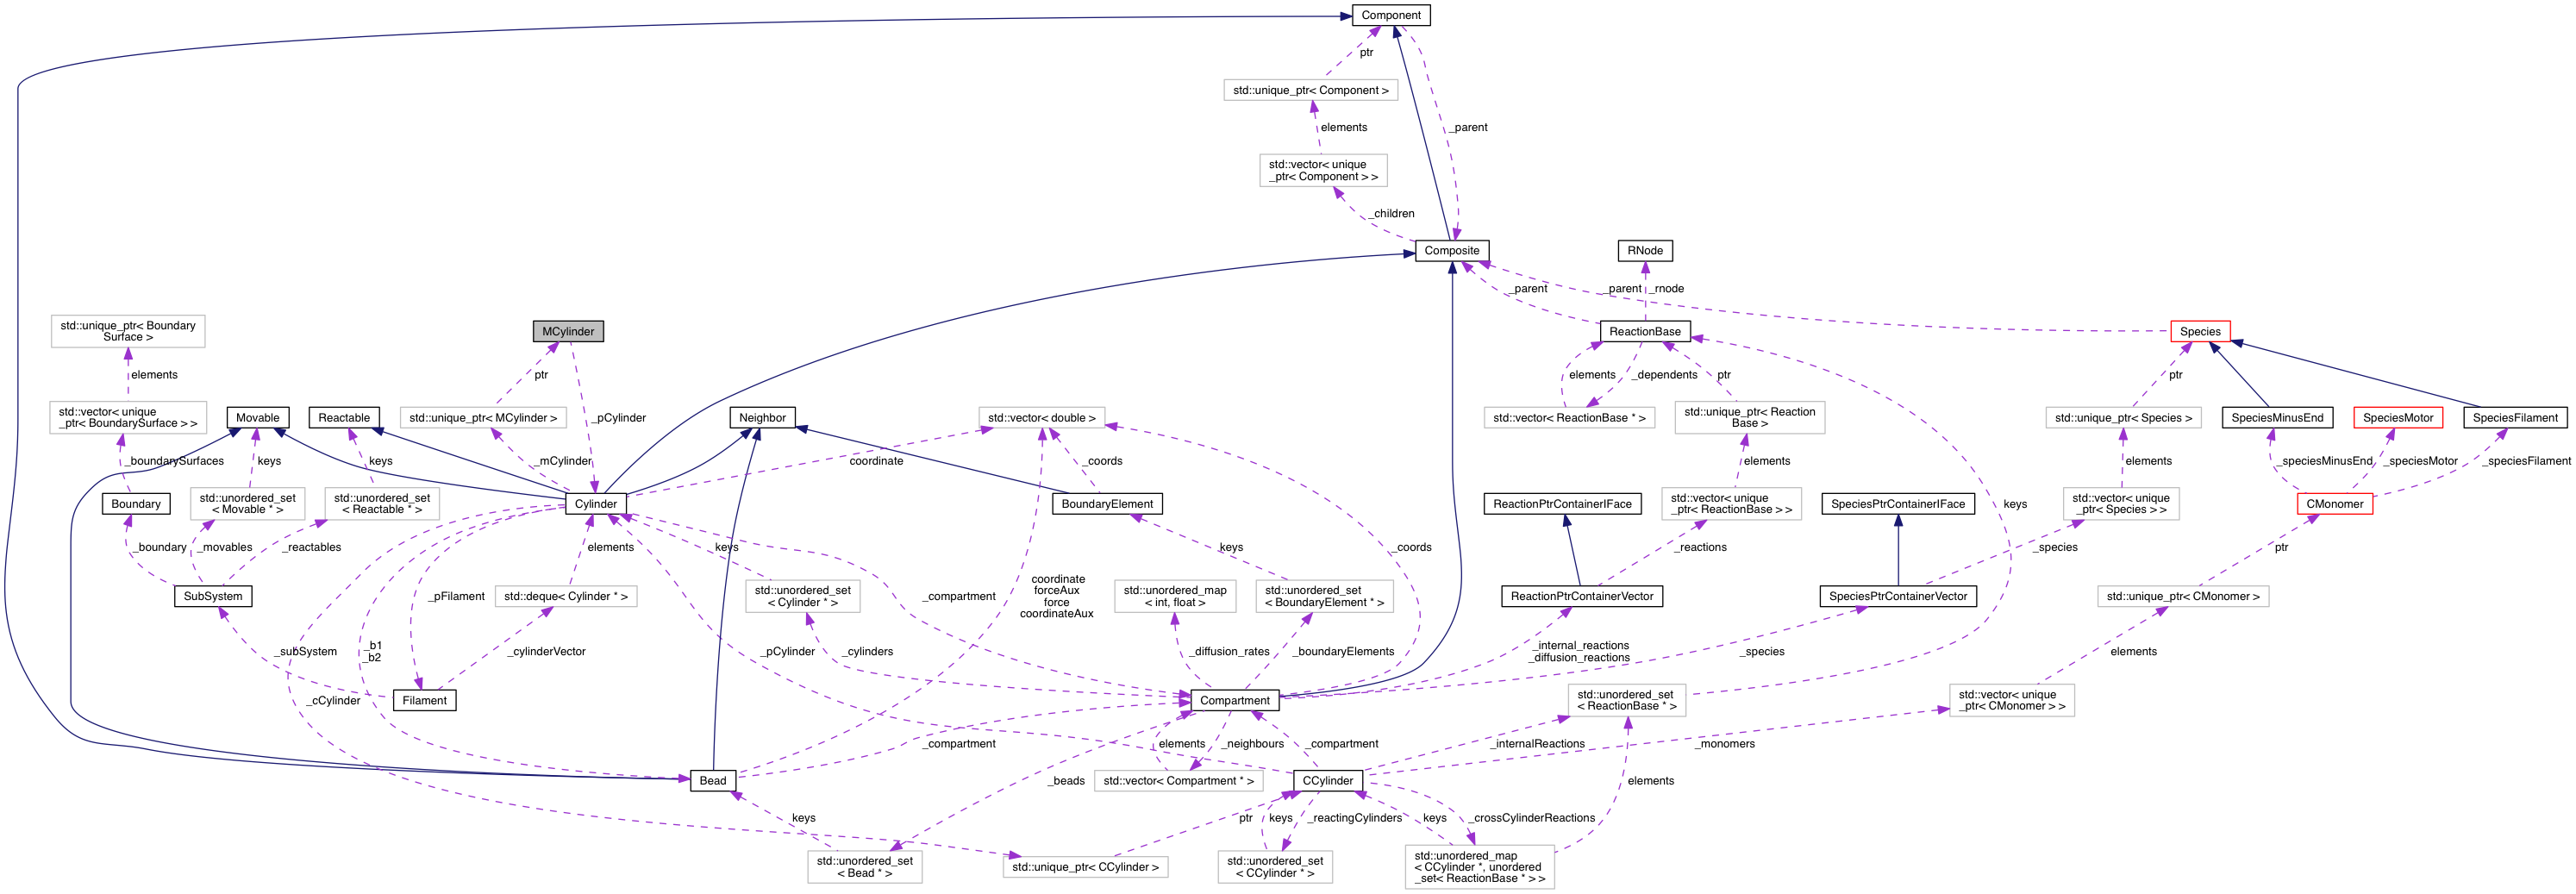 Component
ptr
std::unique_ptr< Component >
elements
_parent
std::vector< unique
_ptr< Component > >
_children
Composite
RNode
_parent
_parent
_rnode
std::unique_ptr< Boundary
Surface >
MCylinder
ReactionBase
Species
elements
ptr
elements
_dependents
ptr
ptr
std::vector< unique
_ptr< BoundarySurface > >
Movable
Reactable
std::unique_ptr< MCylinder >
_pCylinder
Neighbor
std::vector< double >
std::vector< ReactionBase * >
std::unique_ptr< Reaction
Base >
std::unique_ptr< Species >
SpeciesMinusEnd
SpeciesMotor
SpeciesFilament
_boundarySurfaces
keys
keys
_mCylinder
coordinate
_coords
elements
elements
_speciesMinusEnd
_speciesMotor
_speciesFilament
Boundary
std::unordered_set
< Movable * >
std::unordered_set
< Reactable * >
Cylinder
BoundaryElement
ReactionPtrContainerIFace
std::vector< unique
_ptr< ReactionBase > >
SpeciesPtrContainerIFace
std::vector< unique
_ptr< Species > >
CMonomer
keys
_boundary
_movables
_reactables
elements
keys
keys
_coords
_reactions
_species
ptr
SubSystem
_pFilament
std::deque< Cylinder * >
std::unordered_set
< Cylinder * >
_compartment
coordinate
forceAux
force
coordinateAux
std::unordered_map
< int, float >
std::unordered_set
< BoundaryElement * >
ReactionPtrContainerVector
SpeciesPtrContainerVector
std::unique_ptr< CMonomer >
_subSystem
_b1
_b2
_cylinderVector
_pCylinder
_cylinders
_diffusion_rates
_boundaryElements
_internal_reactions
_diffusion_reactions
_species
elements
_cCylinder
Filament
Compartment
std::unordered_set
< ReactionBase * >
std::vector< unique
_ptr< CMonomer > >
_compartment
elements
_neighbours
_compartment
_internalReactions
_monomers
Bead
_beads
std::vector< Compartment * >
CCylinder
elements
keys
ptr
keys
_reactingCylinders
keys
_crossCylinderReactions
std::unordered_set
< Bead * >
std::unique_ptr< CCylinder >
std::unordered_set
< CCylinder * >
std::unordered_map
< CCylinder *, unordered
_set< ReactionBase * > >